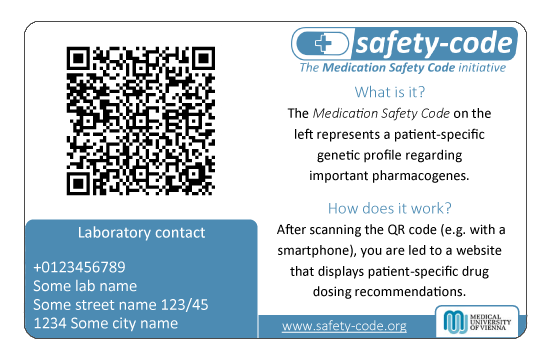 safety-code
The Medication Safety Code initiative
What is it?
The Medication Safety Code on the
left represents a patient-specific
genetic profile regarding
important pharmacogenes.
How does it work?
After scanning the QR code (e.g. with a
smartphone), you are led to a website
that displays patient-specific drug
dosing recommendations.
Laboratory contact
+0123456789
Some lab name
Some street name 123/45
1234 Some city name
www.safety-code.org
MEDICAL
UNIVERSITY
OF VIENNA